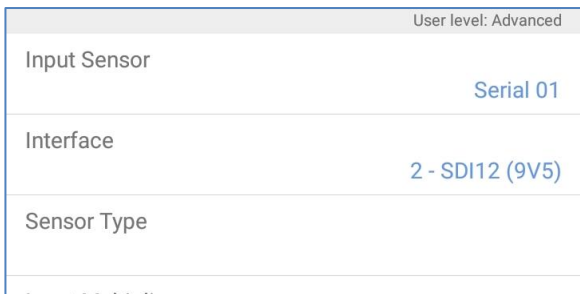 User level: Advanced
Input Sensor
Serial 01
Interface
2 - SDI12 (9V5)
Sensor Type